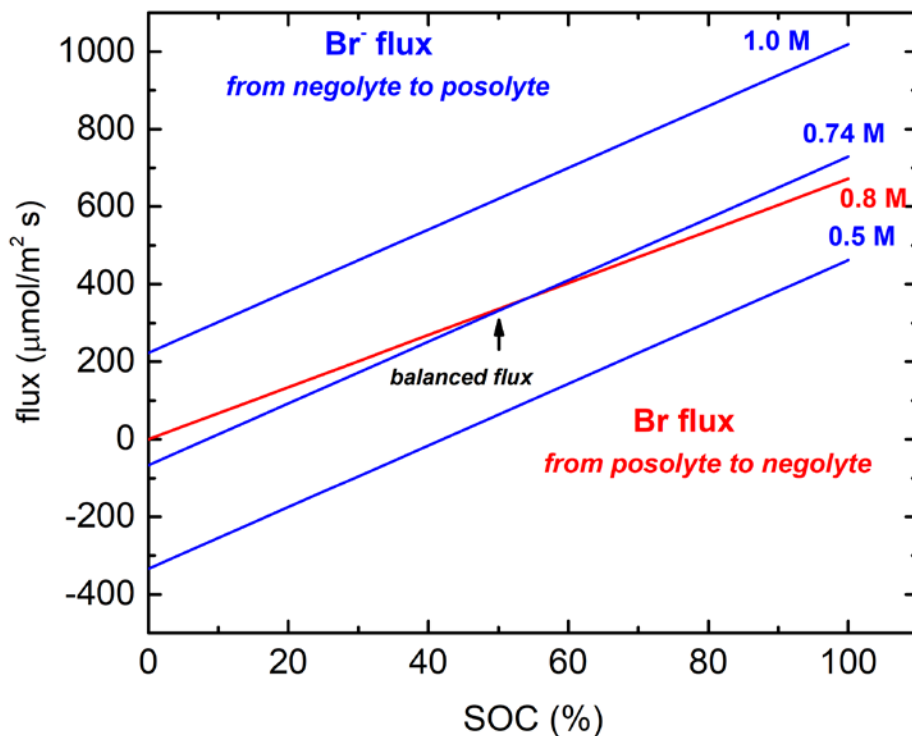 Br⁻ flux
from negolyte to posolyte
1.0 M
0.74 M
0.8 M
0.5 M
balanced flux
Br flux
from posolyte to negolyte
flux (μmol/m² s)
1000
800
600
400
200
0
-200
-400
0 20 40 60 80 100
SOC (%)